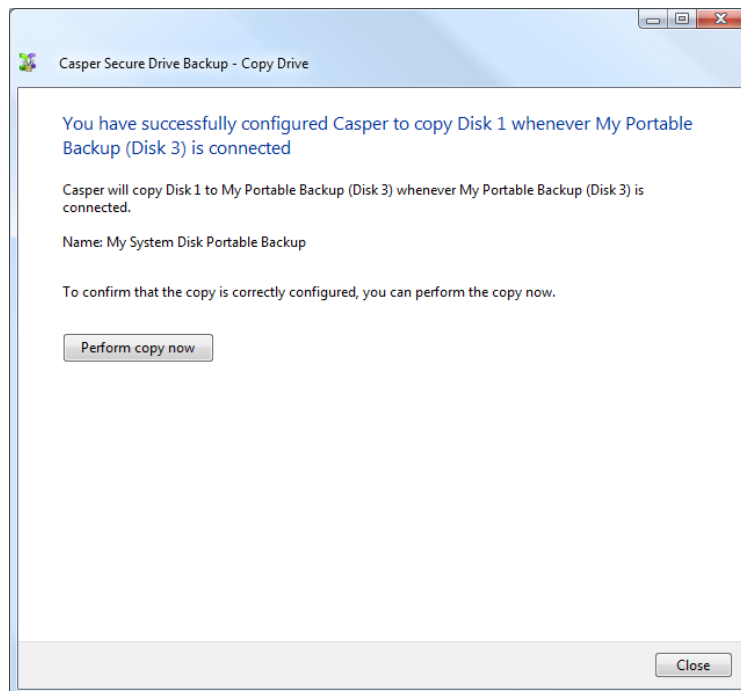 Casper Secure Drive Backup - Copy Drive
You have successfully configured Casper to copy Disk 1 whenever My Portable
Backup (Disk 3) is connected
Casper will copy Disk 1 to My Portable Backup (Disk 3) whenever My Portable Backup (Disk 3) is
connected.
Name: My System Disk Portable Backup
To confirm that the copy is correctly configured, you can perform the copy now.
Perform copy now
Close